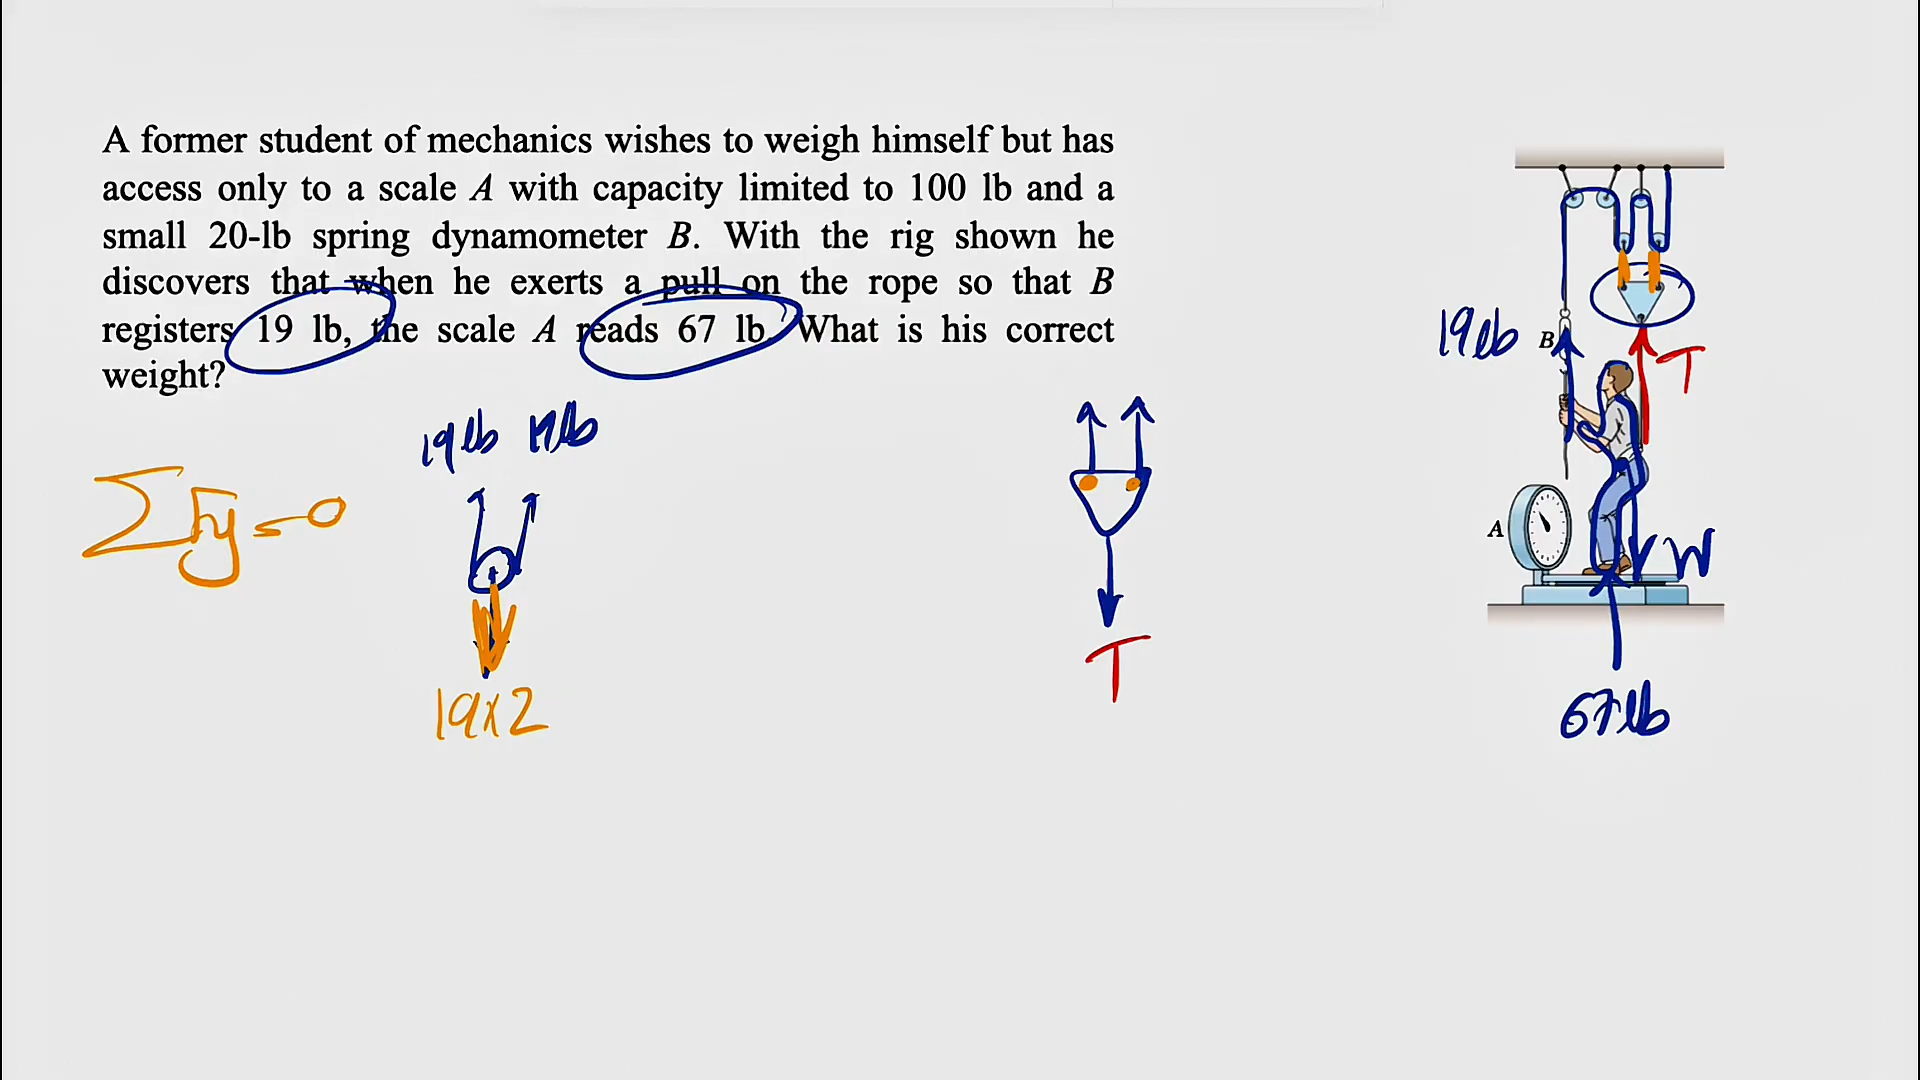 A former student of mechanics wishes to weigh himself but has
access only to a scale A with capacity limited to 100 lb and a
small 20-lb spring dynamometer B. With the rig shown he
discovers that when he exerts a pull on the rope so that B
registers 19 lb, the scale A reads 67 lb. What is his correct
weight?
19lb 19lb
ΣFy=0
19x2
T
19lb
B
T
A
W
67lb